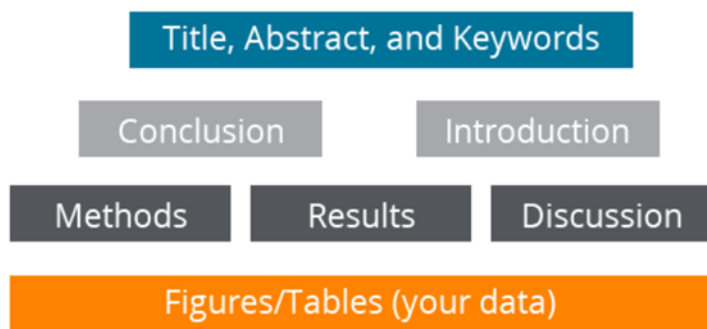 Title, Abstract, and Keywords
Conclusion
Introduction
Methods
Results
Discussion
Figures/Tables (your data)